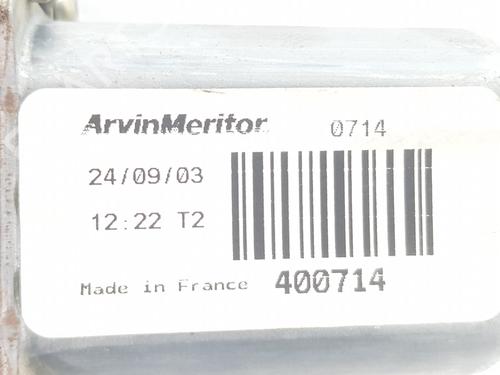 ArvinMeritor 0714
24/09/03
12:22 T2
Made in France 400714